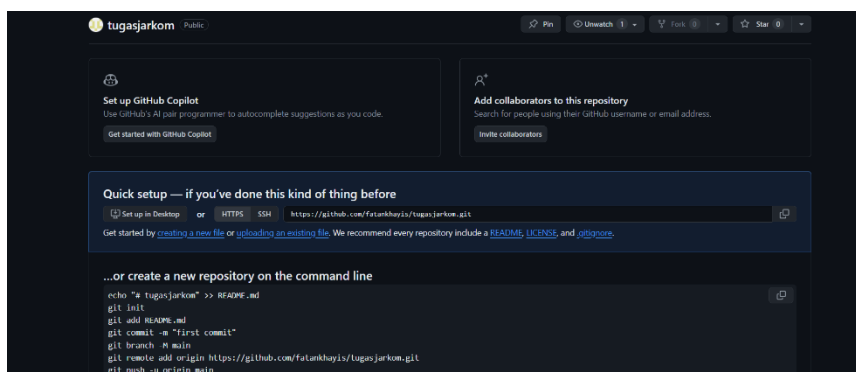 tugasjarkom Public
Pin Unwatch 1 Fork 0 Star 0
Set up GitHub Copilot
Use GitHub's AI pair programmer to autocomplete suggestions as you code.
Get started with GitHub Copilot
Add collaborators to this repository
Search for people using their GitHub username or email address.
Invite collaborators
Quick setup — if you've done this kind of thing before
Set up in Desktop or HTTPS SSH https://github.com/fatankhayis/tugasjarkom.git
Get started by creating a new file or uploading an existing file. We recommend every repository include a README, LICENSE, and .gitignore.
...or create a new repository on the command line
echo "# tugasjarkom" >> README.md
git init
git add README.md
git commit -m "first commit"
git branch -M main
git remote add origin https://github.com/fatankhayis/tugasjarkom.git
git push -u origin main